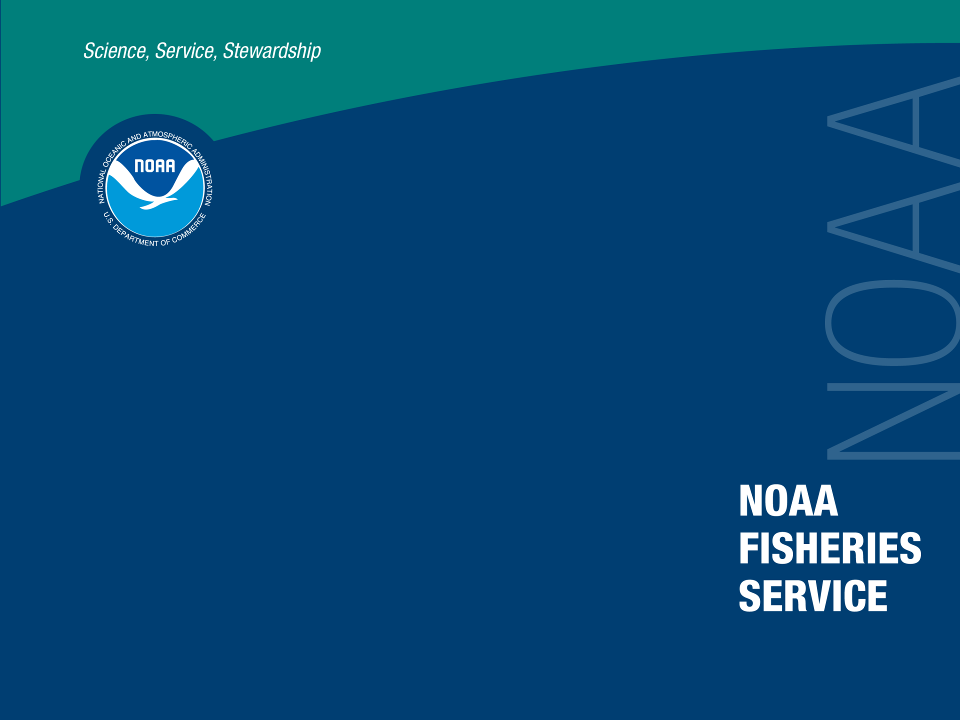 Science, Service, Stewardship
NATIONAL OCEANIC AND ATMOSPHERIC ADMINISTRATION
NOAA
U.S. DEPARTMENT OF COMMERCE
NOAA
NOAA
FISHERIES
SERVICE